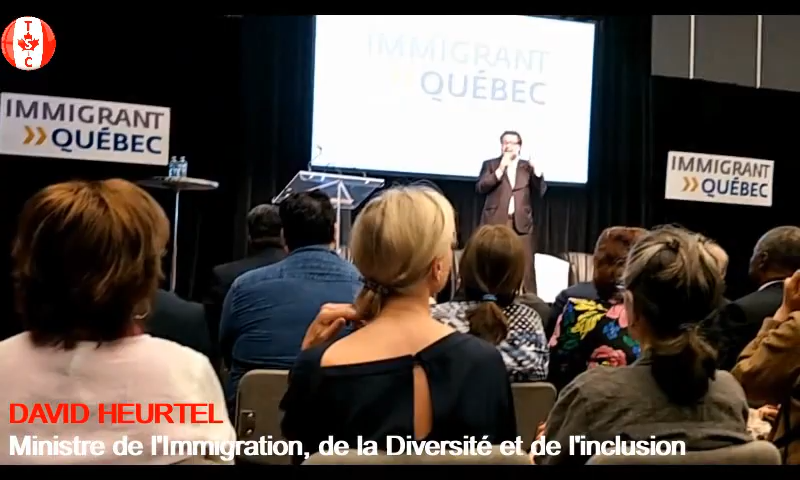 T
S
C
IMMIGRANT
QUÉBEC
IMMIGRANT
QUÉBEC
IMMIGRANT
QUÉBEC
DAVID HEURTEL
Ministre de l'Immigration, de la Diversité et de l'inclusion